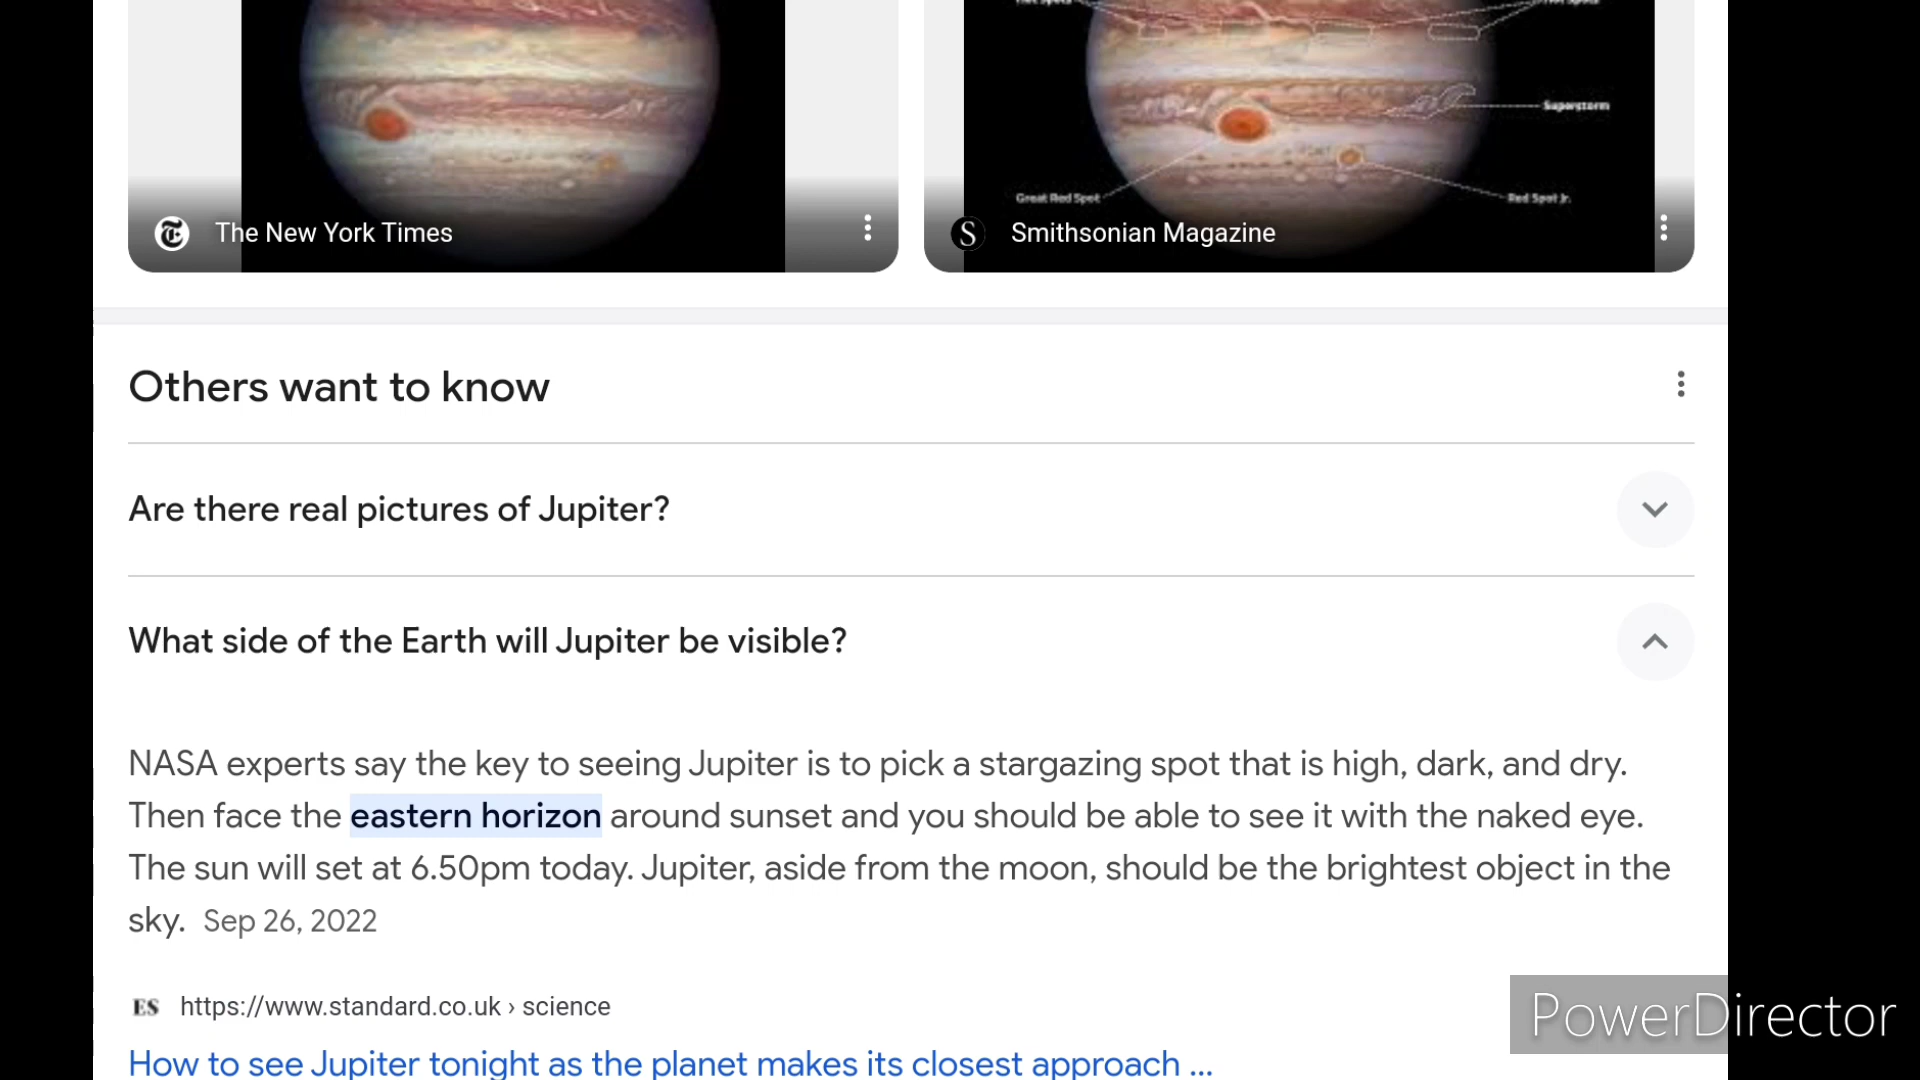 Superstorm
Great Red Spot
Red Spot Jr.
The New York Times
S Smithsonian Magazine
Others want to know
Are there real pictures of Jupiter?
What side of the Earth will Jupiter be visible?
NASA experts say the key to seeing Jupiter is to pick a stargazing spot that is high, dark, and dry.
Then face the eastern horizon around sunset and you should be able to see it with the naked eye.
The sun will set at 6.50pm today. Jupiter, aside from the moon, should be the brightest object in the
sky. Sep 26, 2022
ES https://www.standard.co.uk › science
How to see Jupiter tonight as the planet makes its closest approach ...
PowerDirector